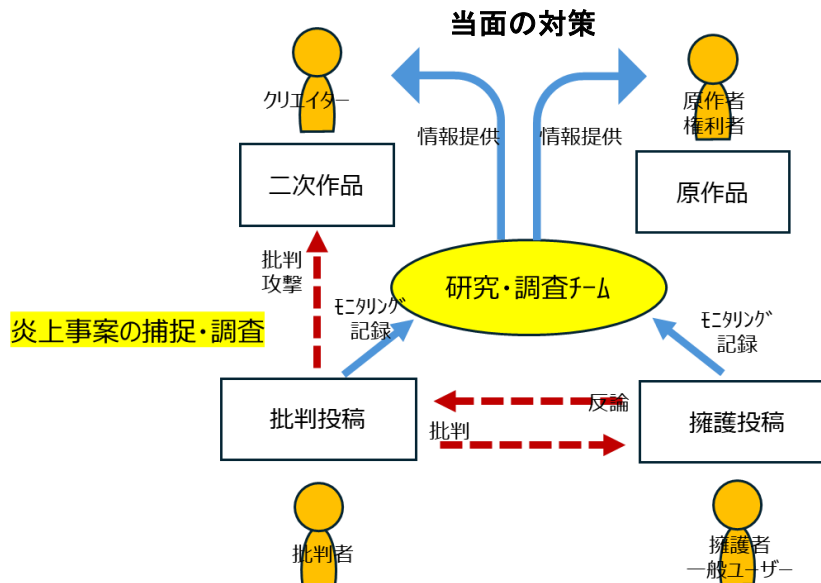 当面の対策
クリエイター
原作者
権利者
情報提供
情報提供
二次作品
原作品
批判
攻撃
研究・調査ﾁｰﾑ
炎上事案の捕捉・調査
ﾓﾆﾀﾘﾝｸﾞ
記録
ﾓﾆﾀﾘﾝｸﾞ
記録
批判投稿
反論
批判
擁護投稿
批判者
擁護者
一般ユーザー